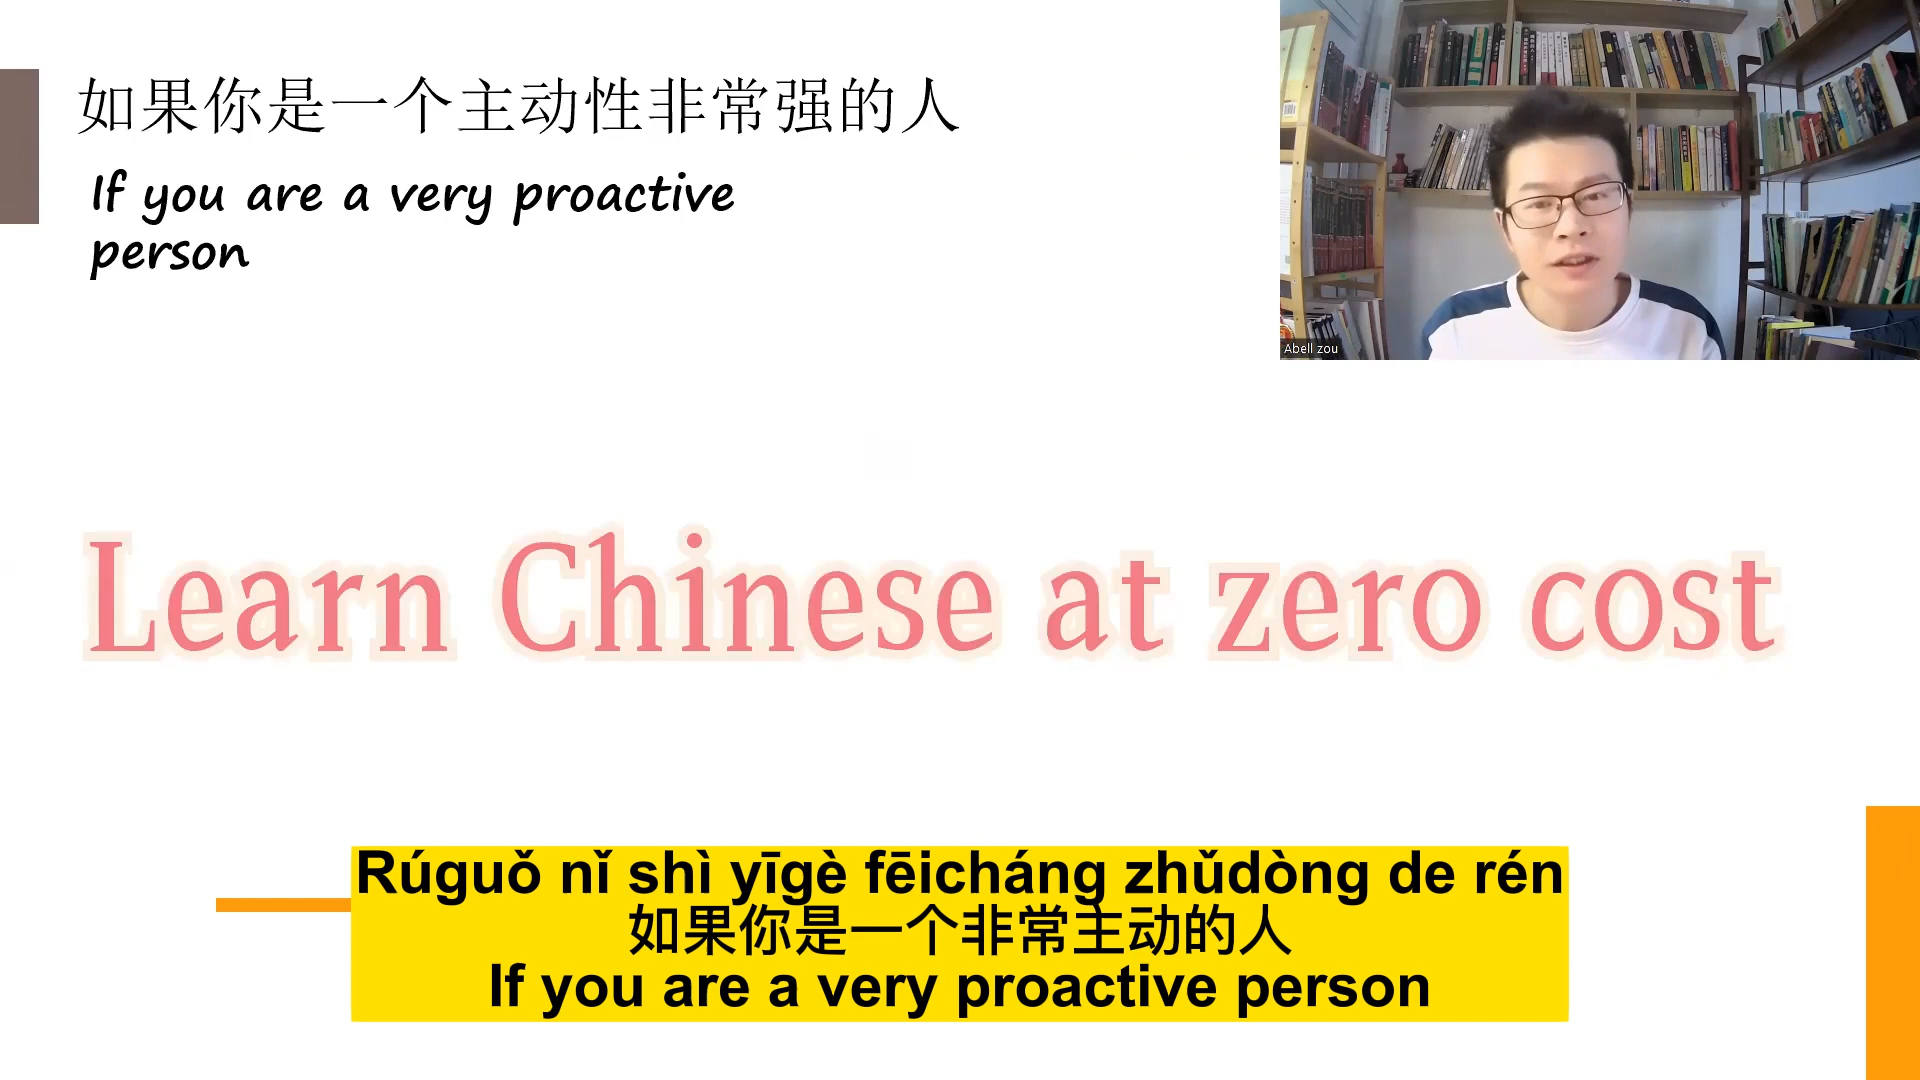 如果你是一个主动性非常强的人
If you are a very proactive
person
Abell zou
Learn Chinese at zero cost
Rúguǒ nǐ shì yīgè fēicháng zhǔdòng de rén
如果你是一个非常主动的人
If you are a very proactive person